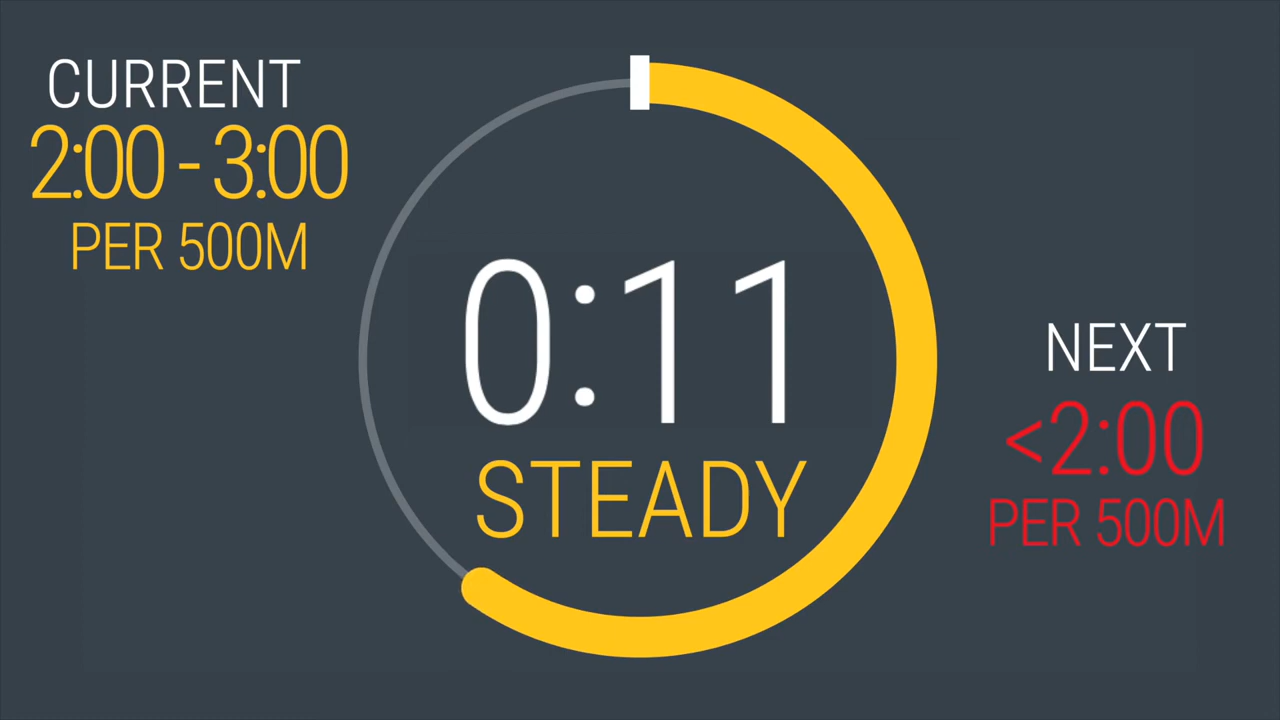 CURRENT
2:00 - 3:00
PER 500M
0:11
STEADY
NEXT
<2:00
PER 500M